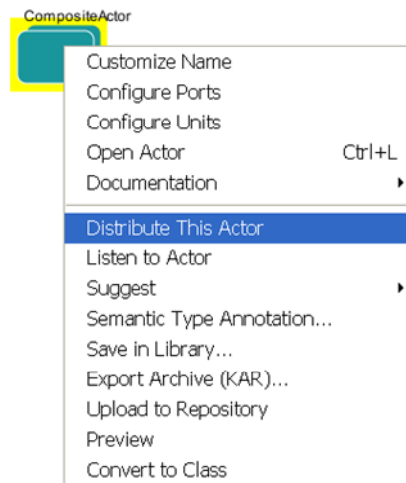 CompositeActor
Customize Name
Configure Ports
Configure Units
Open Actor Ctrl+L
Documentation
Distribute This Actor
Listen to Actor
Suggest
Semantic Type Annotation...
Save in Library...
Export Archive (KAR)...
Upload to Repository
Preview
Convert to Class